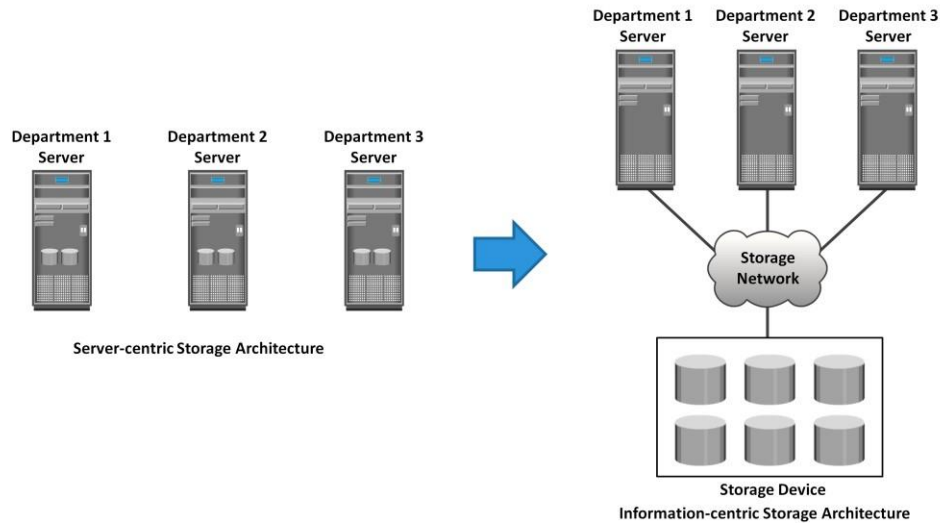 Department 1
Server
Department 2
Server
Department 3
Server
Server-centric Storage Architecture
Department 1
Server
Department 2
Server
Department 3
Server
Storage
Network
Storage Device
Information-centric Storage Architecture